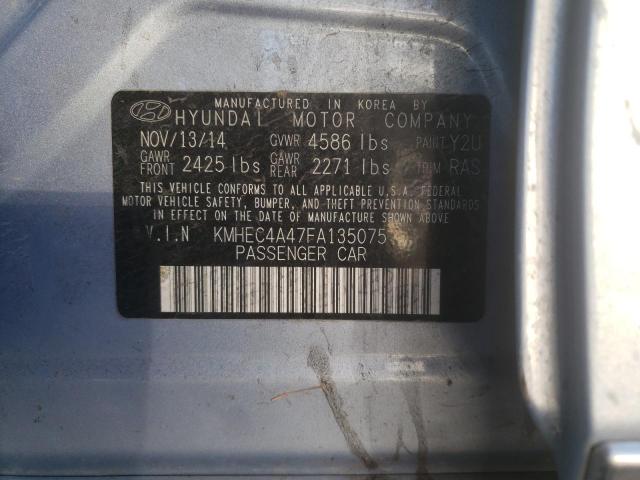 MANUFACTURED IN KOREA BY
HYUNDAI MOTOR COMPANY
NOV/13/14 GVWR 4586 lbs PAINT Y2U
GAWR FRONT 2425 lbs GAWR REAR 2271 lbs TRIM RAS
THIS VEHICLE CONFORMS TO ALL APPLICABLE U.S.A. FEDERAL
MOTOR VEHICLE SAFETY, BUMPER, AND THEFT PREVENTION STANDARDS
IN EFFECT ON THE DATE OF MANUFACTURE SHOWN ABOVE.
V.I.N KMHEC4A47FA135075
PASSENGER CAR